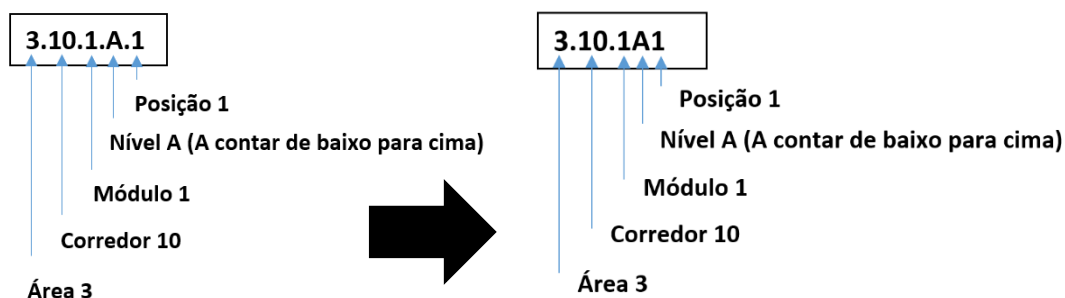 3.10.1.A.1
Posição 1
Nível A (A contar de baixo para cima)
Módulo 1
Corredor 10
Área 3
3.10.1A1
Posição 1
Nível A (A contar de baixo para cima)
Módulo 1
Corredor 10
Área 3